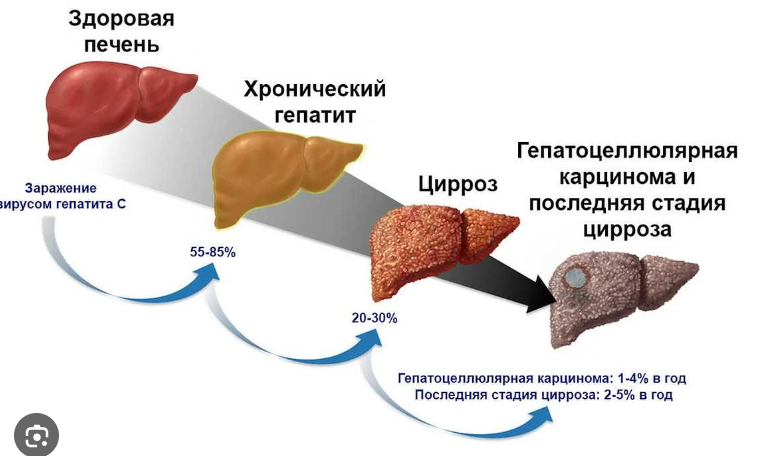 Здоровая
печень
Хронический
гепатит
Цирроз
Гепатоцеллюлярная
карцинома и
последняя стадия
цирроза
Заражение
вирусом гепатита С
55-85%
20-30%
Гепатоцеллюлярная карцинома: 1-4% в год
Последняя стадия цирроза: 2-5% в год